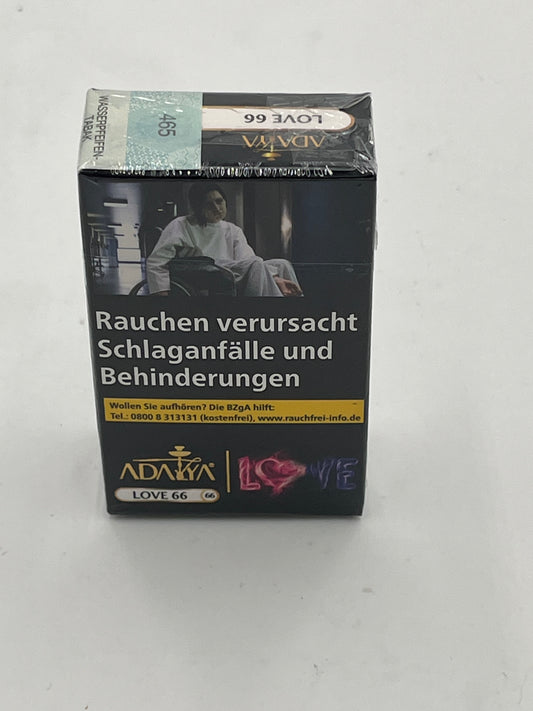 WASSERPFEIFEN-
TABAK
465
LOVE 66
ADALYA
Rauchen verursacht
Schlaganfälle und
Behinderungen
Wollen Sie aufhören? Die BZgA hilft:
Tel.: 0800 8 313131 (kostenfrei), www.rauchfrei-info.de
ADALYA® | LOVE
LOVE 66 66